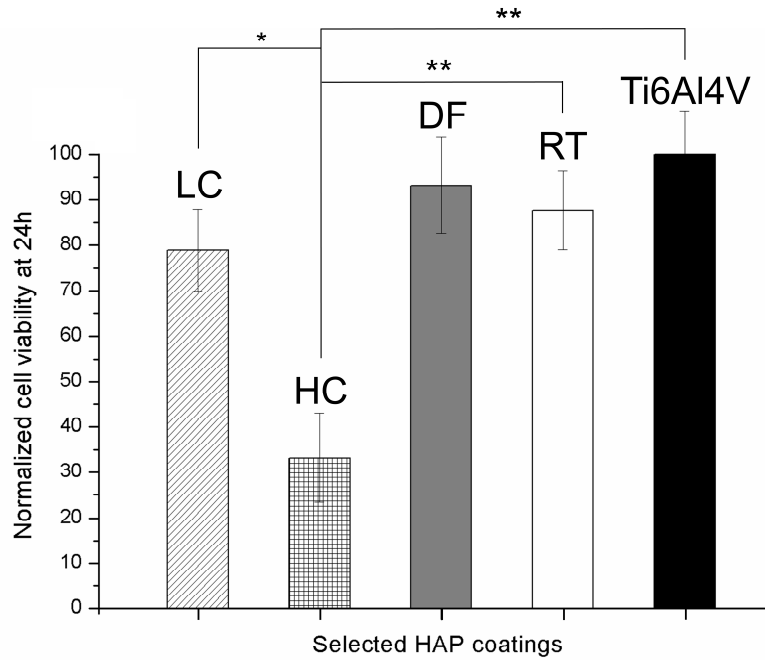 **
*
**
Ti6Al4V
DF
RT
LC
HC
100
90
80
70
60
50
40
30
20
10
0
Normalized cell viability at 24h
Selected HAP coatings